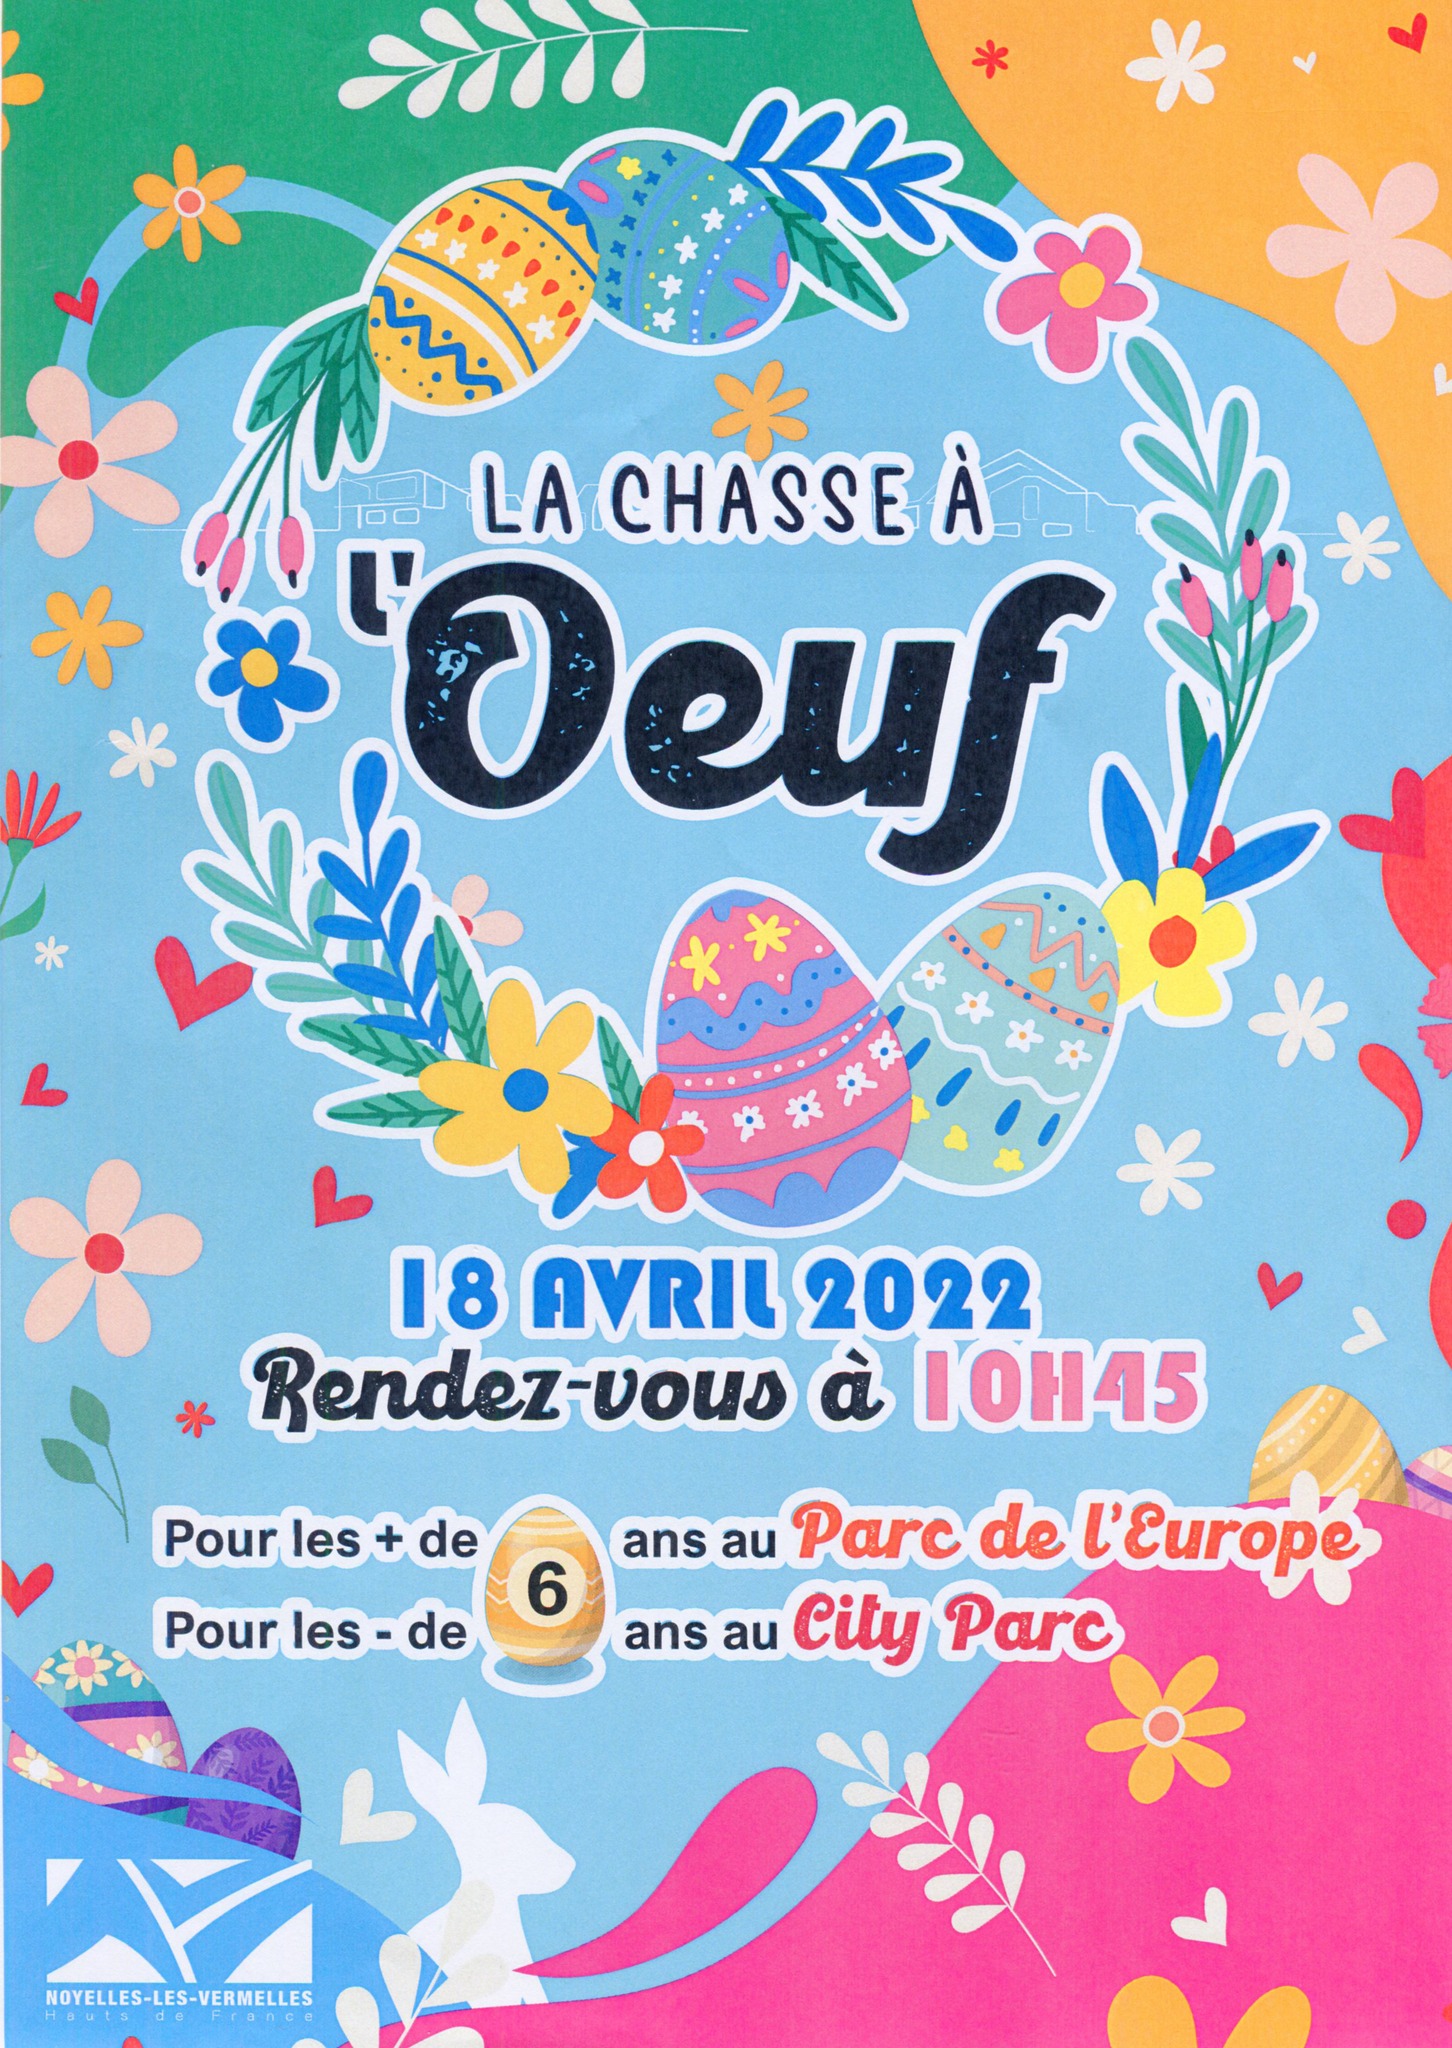 LA CHASSE À
L'Oeuf
18 AVRIL 2022
Rendez-vous à 10H45
Pour les + de 6 ans au Parc de l'Europe
Pour les - de ans au City Parc
NOYELLES-LES-VERMELLES
Hauts de France